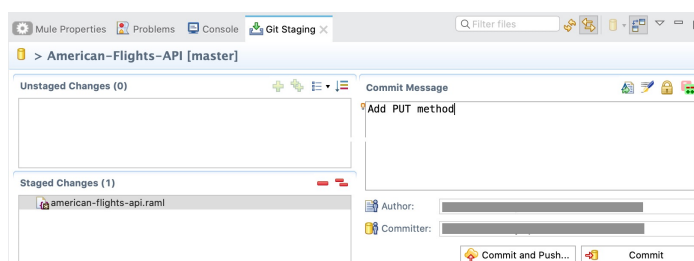 Mule Properties Problems Console Git Staging Filter files
> American-Flights-API [master]
Unstaged Changes (0)
Commit Message
Add PUT method
Staged Changes (1)
american-flights-api.raml
Author:
Committer:
Commit and Push... Commit